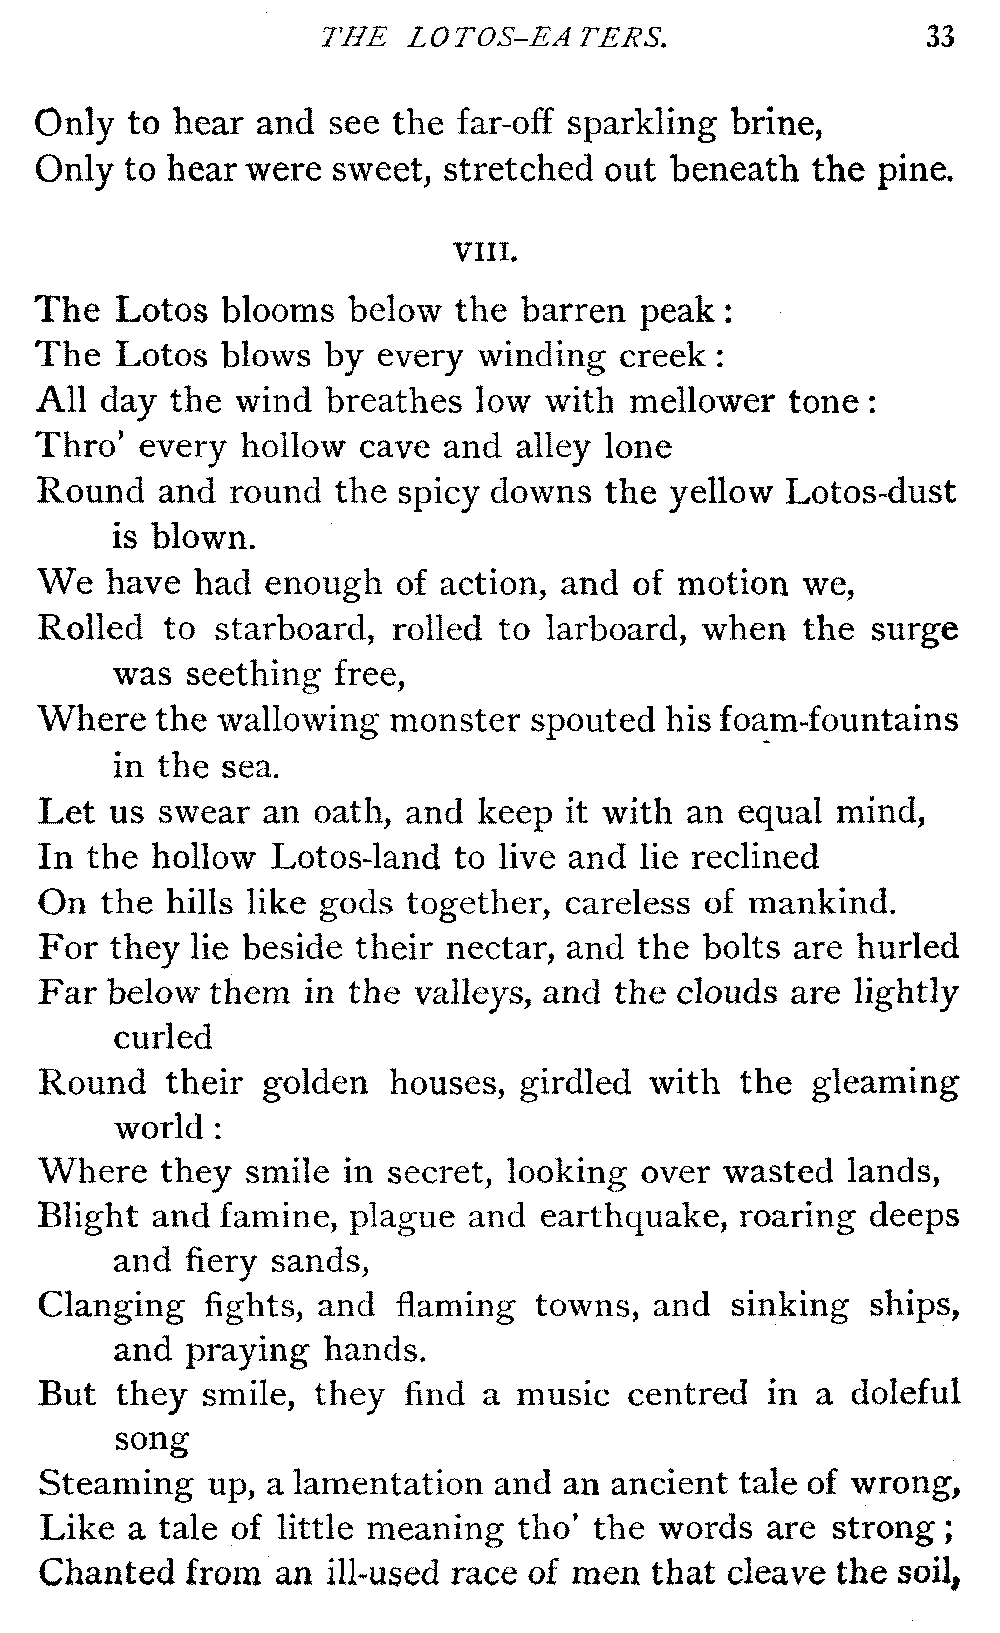 THE LOTOS-EATERS. 33
Only to hear and see the far-off sparkling brine,
Only to hear were sweet, stretched out beneath the pine.
VIII.
The Lotos blooms below the barren peak :
The Lotos blows by every winding creek :
All day the wind breathes low with mellower tone :
Thro' every hollow cave and alley lone
Round and round the spicy downs the yellow Lotos-dust
is blown.
We have had enough of action, and of motion we,
Rolled to starboard, rolled to larboard, when the surge
was seething free,
Where the wallowing monster spouted his foam-fountains
in the sea.
Let us swear an oath, and keep it with an equal mind,
In the hollow Lotos-land to live and lie reclined
On the hills like gods together, careless of mankind.
For they lie beside their nectar, and the bolts are hurled
Far below them in the valleys, and the clouds are lightly
curled
Round their golden houses, girdled with the gleaming
world :
Where they smile in secret, looking over wasted lands,
Blight and famine, plague and earthquake, roaring deeps
and fiery sands,
Clanging fights, and flaming towns, and sinking ships,
and praying hands.
But they smile, they find a music centred in a doleful
song
Steaming up, a lamentation and an ancient tale of wrong,
Like a tale of little meaning tho' the words are strong ;
Chanted from an ill-used race of men that cleave the soil,